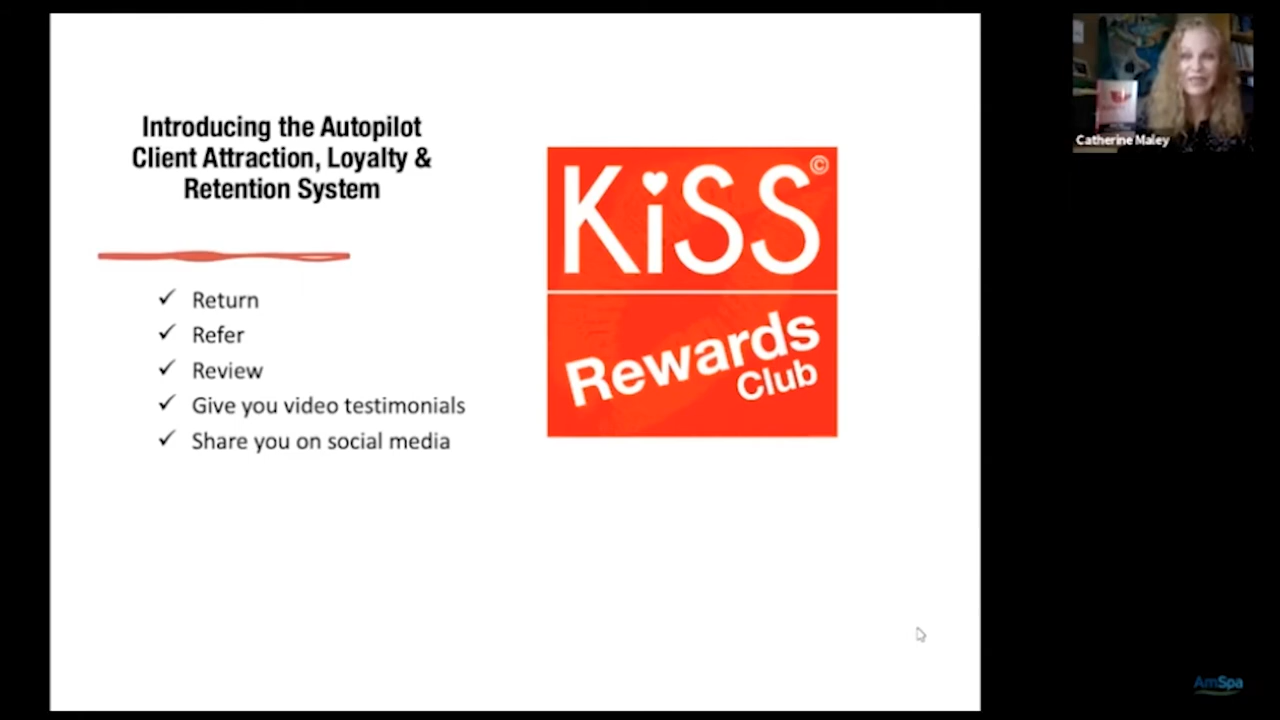 Introducing the Autopilot
Client Attraction, Loyalty &
Retention System
✓ Return
✓ Refer
✓ Review
✓ Give you video testimonials
✓ Share you on social media
KiSS©
Rewards
Club
Catherine Maley
AmSpa